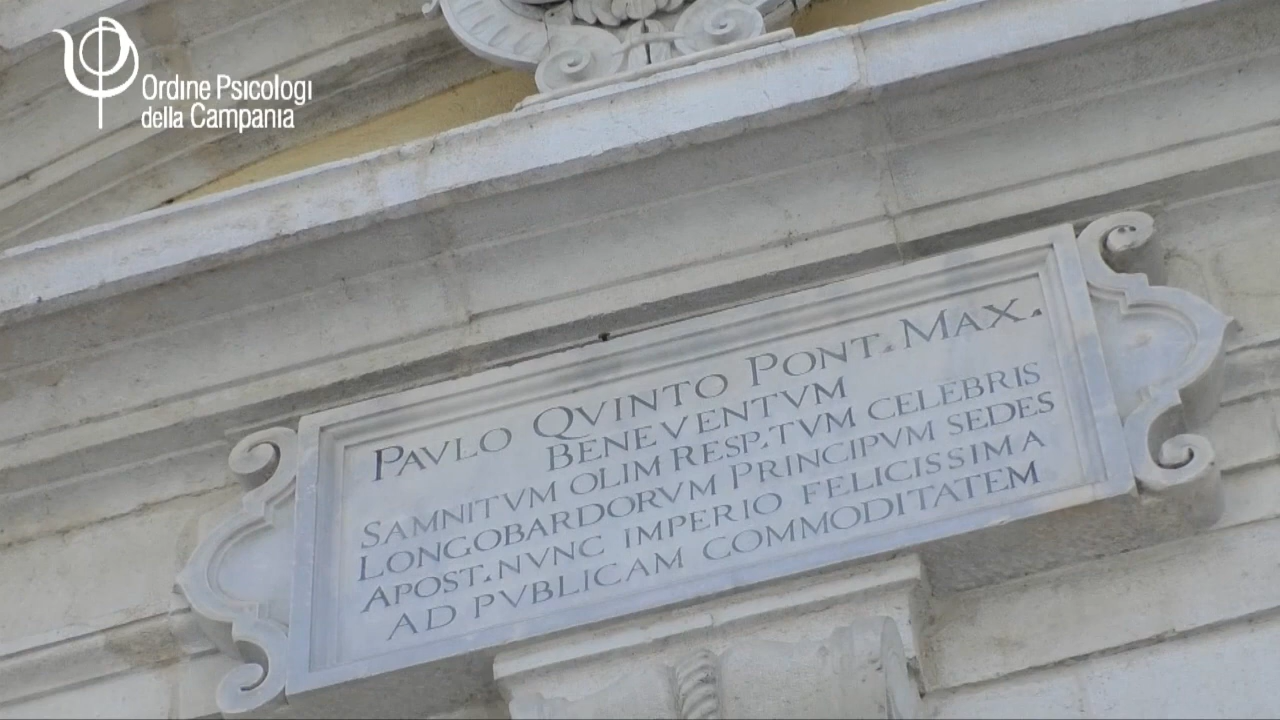 Ordine Psicologi
della Campania
PAVLO QVINTO PONT. MAX.
BENEVENTVM
SAMNITVM OLIM RESP. TVM CELEBRIS
LONGOBARDORVM PRINCIPVM SEDES
APOST. NVNC IMPERIO FELICISSIMA
AD PVBLICAM COMMODITATEM